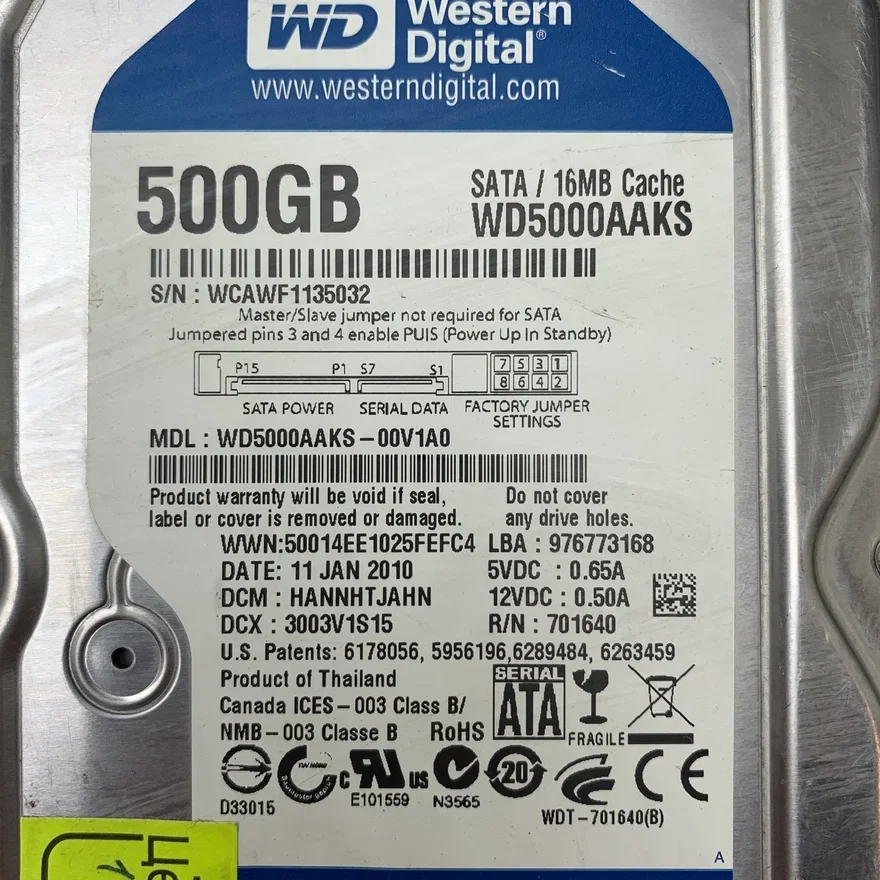 WD Western
Digital®
www.westerndigital.com
500GB
SATA / 16MB Cache
WD5000AAKS
S/N : WCAWF1135032
Master/Slave jumper not required for SATA
Jumpered pins 3 and 4 enable PUIS (Power Up In Standby)
P15 P1 S7 S1
7 5 3 1
8 6 4 2
SATA POWER SERIAL DATA FACTORY JUMPER
SETTINGS
MDL : WD5000AAKS-00V1A0
Product warranty will be void if seal,
label or cover is removed or damaged.
Do not cover
any drive holes.
WWN:50014EE1025FEFC4 LBA : 976773168
DATE: 11 JAN 2010 5VDC : 0.65A
DCM : HANNHTJAHN 12VDC : 0.50A
DCX : 3003V1S15 R/N : 701640
U.S. Patents: 6178056, 5956196,6289484, 6263459
Product of Thailand
Canada ICES-003 Class B/
NMB-003 Classe B RoHS
SERIAL
ATA
FRAGILE
D33015
c UR US
E101559
N3565
20
CE
WDT-701640(B)
A
Це
1